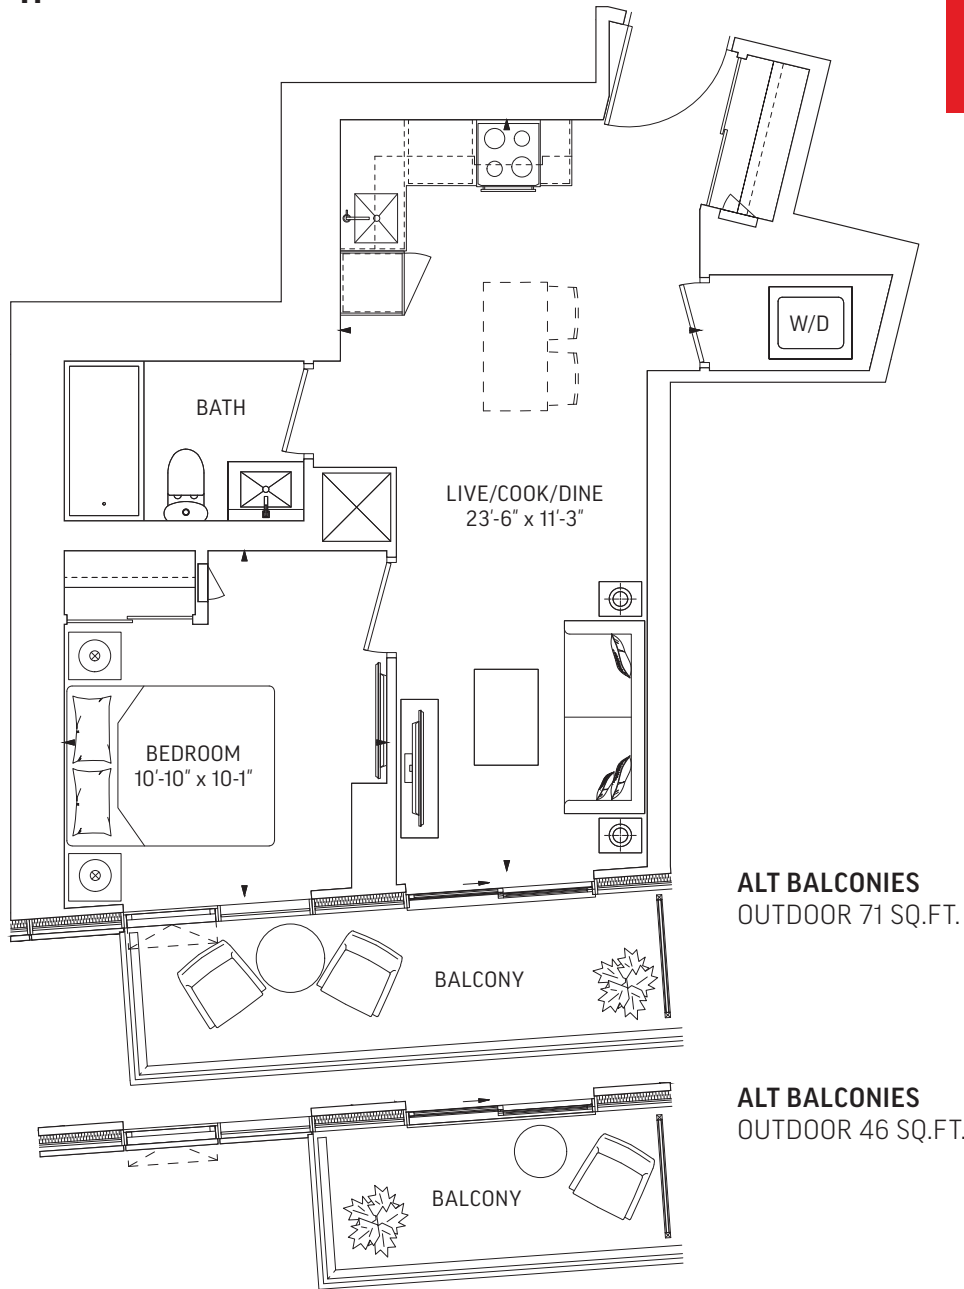 W/D
BATH
LIVE/COOK/DINE
23'-6" x 11'-3"
BEDROOM
10'-10" x 10-1"
ALT BALCONIES
OUTDOOR 71 SQ.FT.
BALCONY
ALT BALCONIES
OUTDOOR 46 SQ.FT.
BALCONY